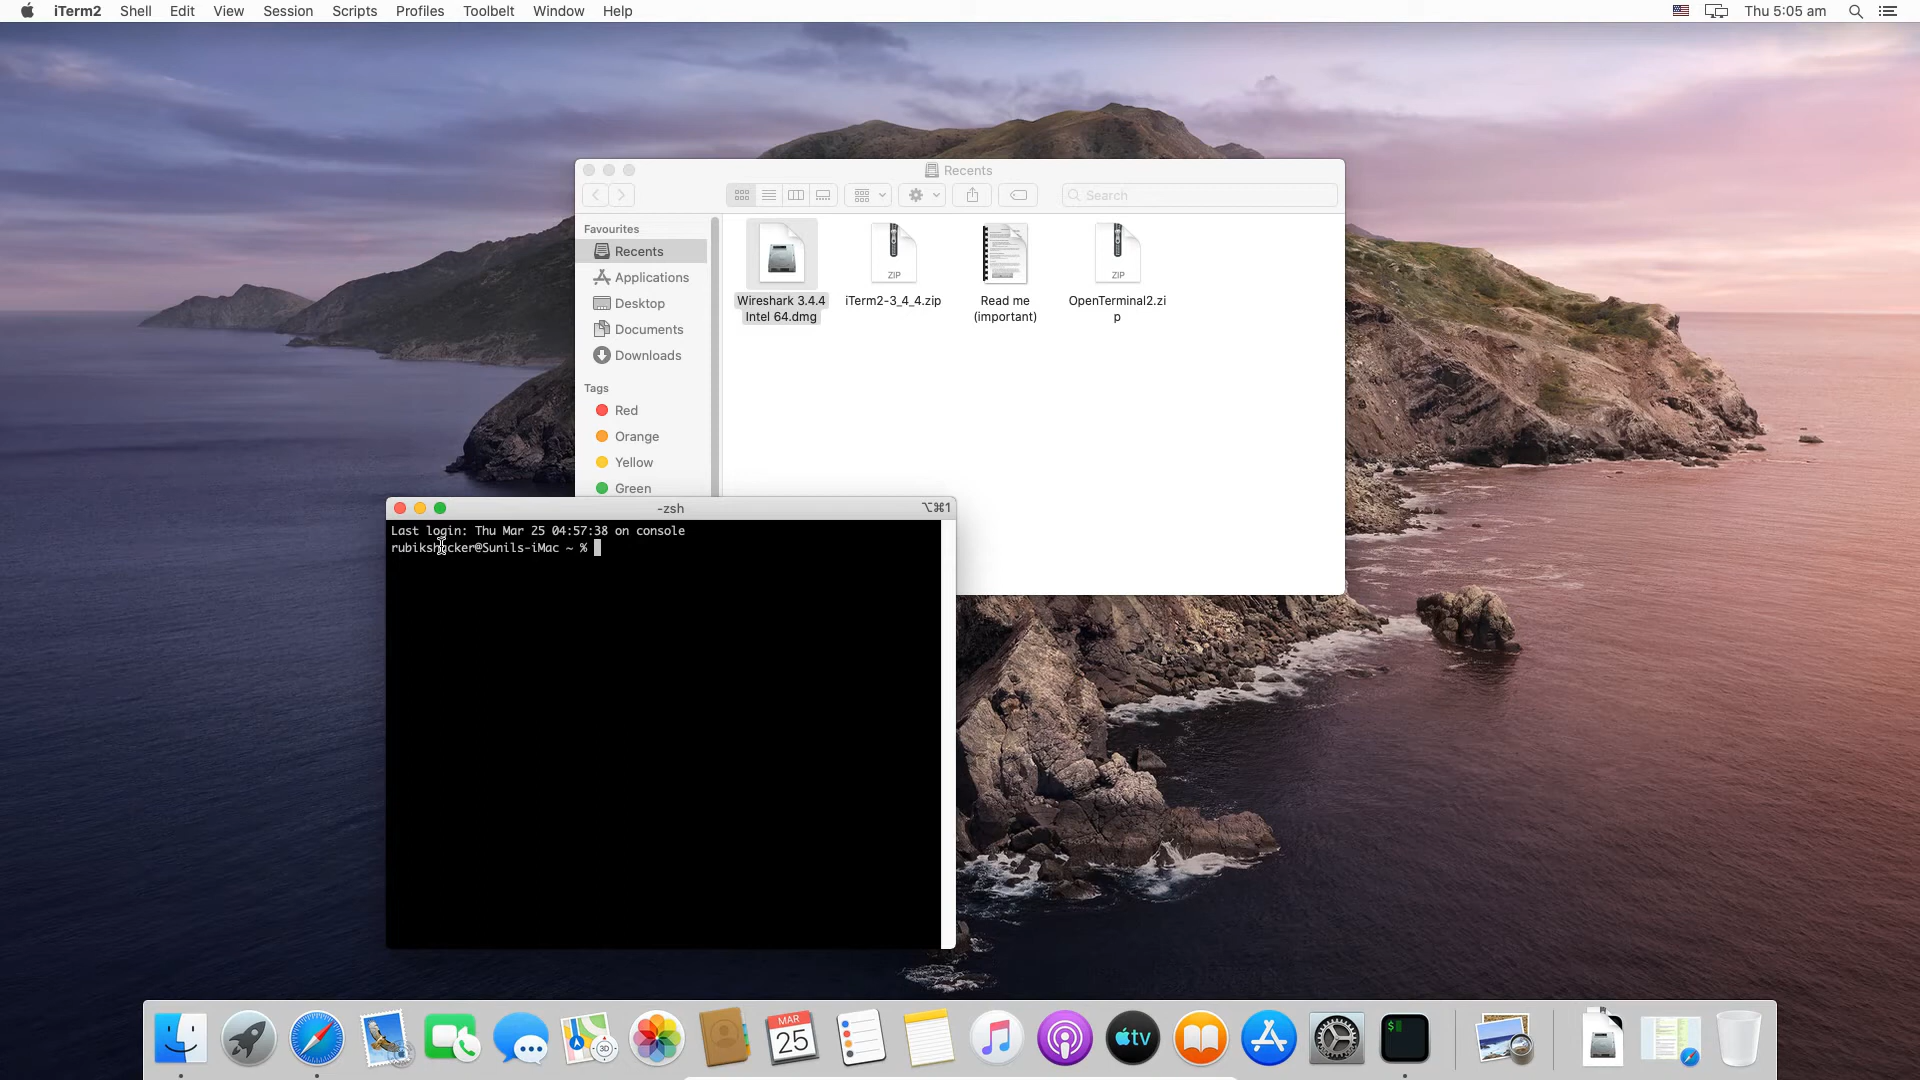 iTerm2 Shell Edit View Session Scripts Profiles Toolbelt Window Help Thu 5:05 am
Recents
Search
Favourites
Recents
Applications
Desktop
Documents
Downloads
Tags
Red
Orange
Yellow
Green
Wireshark 3.4.4
Intel 64.dmg
ZIP
iTerm2-3_4_4.zip
Read me
(important)
ZIP
OpenTerminal2.zi
p
-zsh ⌥⌘1
Last login: Thu Mar 25 04:57:38 on console
rubikshacker@Sunils-iMac ~ %
3D
MAR
25
tv
$